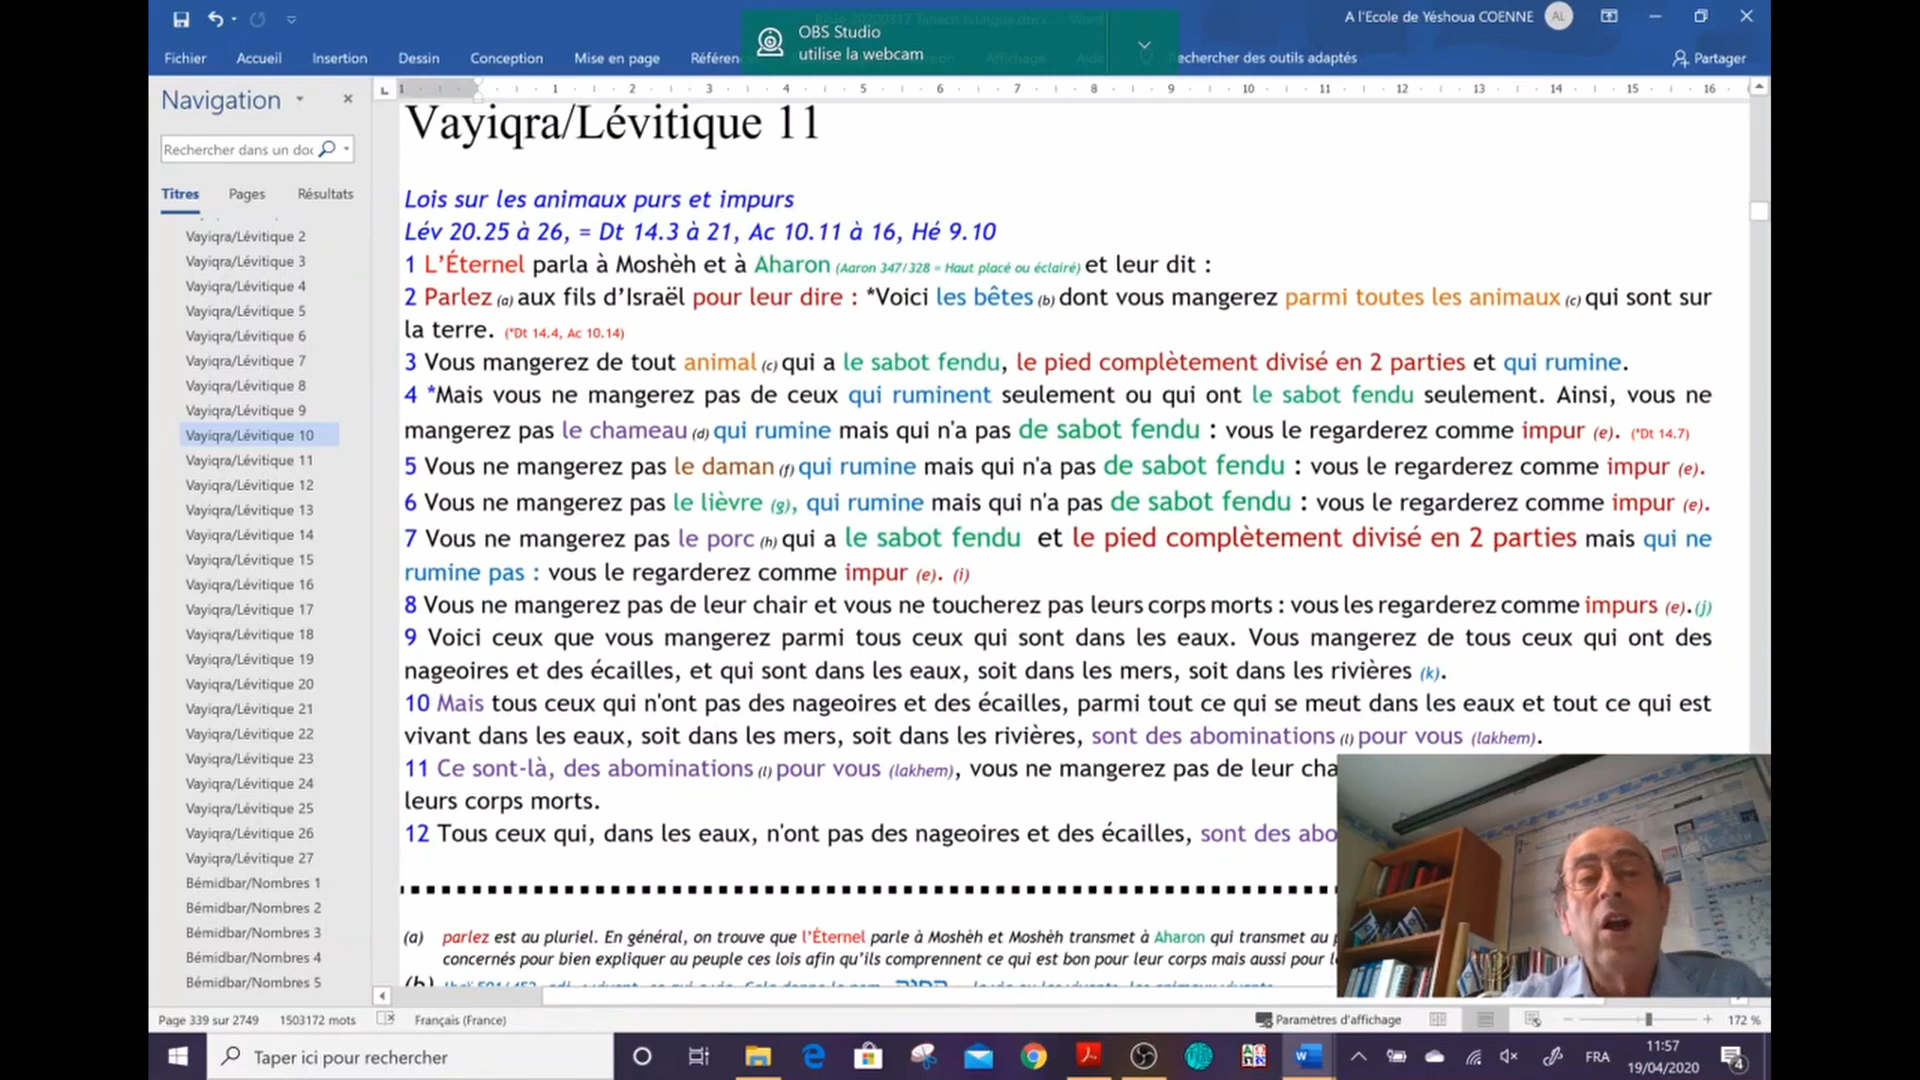 OBS Studio
utilise la webcam
A l'Ecole de Yéshoua COENNE
AL
Fichier Accueil Insertion Dessin Conception Mise en page Référen Rechercher des outils adaptés Partager
Navigation
Rechercher dans un doc
Titres Pages Résultats
Vayiqra/Lévitique 2
Vayiqra/Lévitique 3
Vayiqra/Lévitique 4
Vayiqra/Lévitique 5
Vayiqra/Lévitique 6
Vayiqra/Lévitique 7
Vayiqra/Lévitique 8
Vayiqra/Lévitique 9
Vayiqra/Lévitique 10
Vayiqra/Lévitique 11
Vayiqra/Lévitique 12
Vayiqra/Lévitique 13
Vayiqra/Lévitique 14
Vayiqra/Lévitique 15
Vayiqra/Lévitique 16
Vayiqra/Lévitique 17
Vayiqra/Lévitique 18
Vayiqra/Lévitique 19
Vayiqra/Lévitique 20
Vayiqra/Lévitique 21
Vayiqra/Lévitique 22
Vayiqra/Lévitique 23
Vayiqra/Lévitique 24
Vayiqra/Lévitique 25
Vayiqra/Lévitique 26
Vayiqra/Lévitique 27
Bémidbar/Nombres 1
Bémidbar/Nombres 2
Bémidbar/Nombres 3
Bémidbar/Nombres 4
Bémidbar/Nombres 5
1 1 2 3 4 5 6 7 8 9 10 11 12 13 14 15 16
Vayiqra/Lévitique 11
Lois sur les animaux purs et impurs
Lév 20.25 à 26, = Dt 14.3 à 21, Ac 10.11 à 16, Hé 9.10
1 L'Éternel parla à Moshèh et à Aharon (Aaron 347/328 = Haut placé ou éclairé) et leur dit :
2 Parlez (a) aux fils d'Israël pour leur dire : *Voici les bêtes (b) dont vous mangerez parmi toutes les animaux (c) qui sont sur
la terre. (*Dt 14.4, Ac 10.14)
3 Vous mangerez de tout animal (c) qui a le sabot fendu, le pied complètement divisé en 2 parties et qui rumine.
4 *Mais vous ne mangerez pas de ceux qui ruminent seulement ou qui ont le sabot fendu seulement. Ainsi, vous ne
mangerez pas le chameau (d) qui rumine mais qui n'a pas de sabot fendu : vous le regarderez comme impur (e). (*Dt 14.7)
5 Vous ne mangerez pas le daman (f) qui rumine mais qui n'a pas de sabot fendu : vous le regarderez comme impur (e).
6 Vous ne mangerez pas le lièvre (g), qui rumine mais qui n'a pas de sabot fendu : vous le regarderez comme impur (e).
7 Vous ne mangerez pas le porc (h) qui a le sabot fendu et le pied complètement divisé en 2 parties mais qui ne
rumine pas : vous le regarderez comme impur (e). (i)
8 Vous ne mangerez pas de leur chair et vous ne toucherez pas leurs corps morts : vous les regarderez comme impurs (e).(j)
9 Voici ceux que vous mangerez parmi tous ceux qui sont dans les eaux. Vous mangerez de tous ceux qui ont des
nageoires et des écailles, et qui sont dans les eaux, soit dans les mers, soit dans les rivières (k).
10 Mais tous ceux qui n'ont pas des nageoires et des écailles, parmi tout ce qui se meut dans les eaux et tout ce qui est
vivant dans les eaux, soit dans les mers, soit dans les rivières, sont des abominations (l) pour vous (lakhem).
11 Ce sont-là, des abominations (l) pour vous (lakhem), vous ne mangerez pas de leur cha
leurs corps morts.
12 Tous ceux qui, dans les eaux, n'ont pas des nageoires et des écailles, sont des abo
(a) parlez est au pluriel. En général, on trouve que l'Éternel parle à Moshèh et Moshèh transmet à Aharon qui transmet au
concernés pour bien expliquer au peuple ces lois afin qu'ils comprennent ce qui est bon pour leur corps mais aussi pour
Page 339 sur 2749 1503172 mots Français (France) Paramètres d'affichage 172 %
Taper ici pour rechercher
FRA
11:57
19/04/2020
4